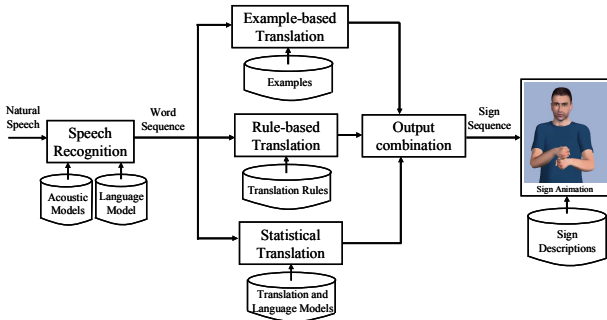 Example-based
Translation
Examples
Natural
Speech
Speech
Recognition
Acoustic
Models
Language
Model
Word
Sequence
Rule-based
Translation
Translation Rules
Output
combination
Sign
Sequence
Sign Animation
Sign
Descriptions
Statistical
Translation
Translation and
Language Models